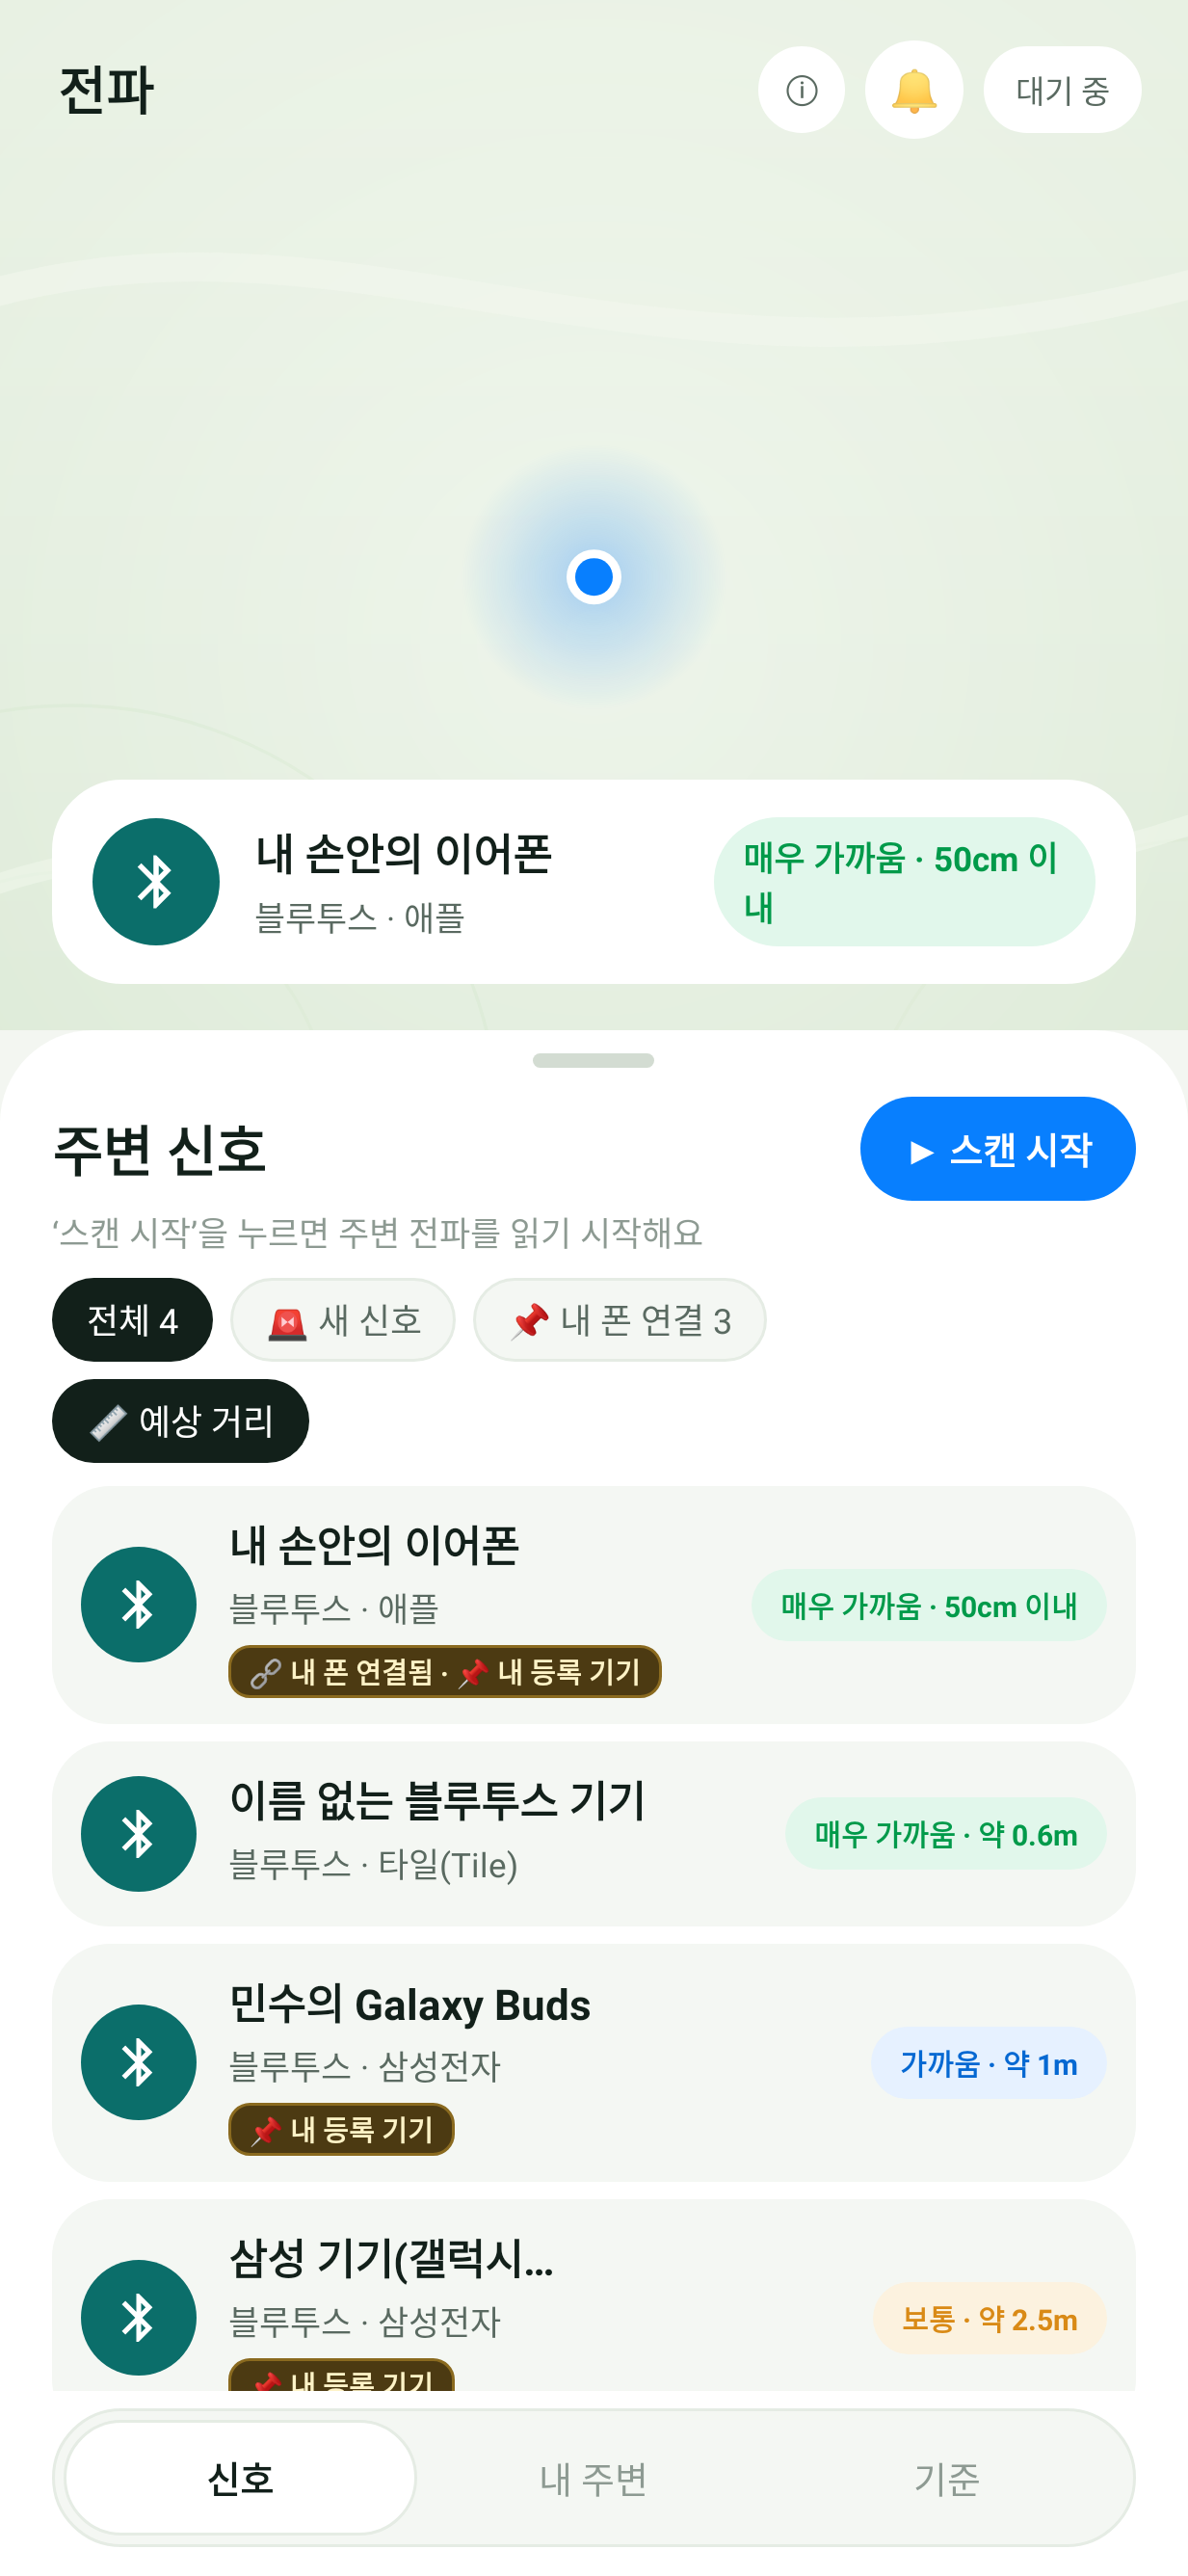 전파
대기 중
내 손안의 이어폰
블루투스 · 애플
매우 가까움 · 50cm 이
내
주변 신호
▶ 스캔 시작
‘스캔 시작’을 누르면 주변 전파를 읽기 시작해요
전체 4
🚨 새 신호
📌 내 폰 연결 3
📏 예상 거리
내 손안의 이어폰
블루투스 · 애플
🔗 내 폰 연결됨 · 📌 내 등록 기기
매우 가까움 · 50cm 이내
이름 없는 블루투스 기기
블루투스 · 타일(Tile)
매우 가까움 · 약 0.6m
민수의 Galaxy Buds
블루투스 · 삼성전자
📌 내 등록 기기
가까움 · 약 1m
삼성 기기(갤럭시...
블루투스 · 삼성전자
📌 내 등록 기기
보통 · 약 2.5m
신호
내 주변
기준